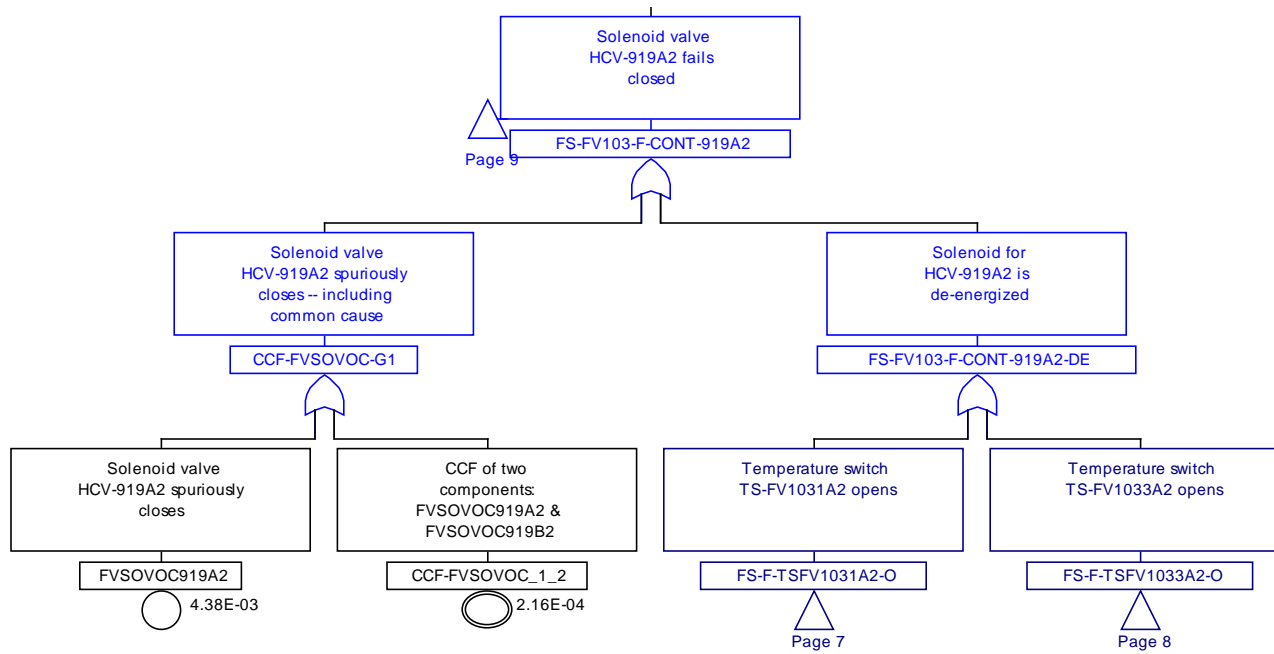 Solenoid valve
HCV-919A2 fails
closed
FS-FV103-F-CONT-919A2
Page 9
Solenoid valve
HCV-919A2 spuriously
closes -- including
common cause
CCF-FVSOVOC-G1
Solenoid for
HCV-919A2 is
de-energized
FS-FV103-F-CONT-919A2-DE
Solenoid valve
HCV-919A2 spuriously
closes
FVSOVOC919A2
4.38E-03
CCF of two
components:
FVSOVOC919A2 &
FVSOVOC919B2
CCF-FVSOVOC_1_2
2.16E-04
Temperature switch
TS-FV1031A2 opens
FS-F-TSFV1031A2-O
Page 7
Temperature switch
TS-FV1033A2 opens
FS-F-TSFV1033A2-O
Page 8